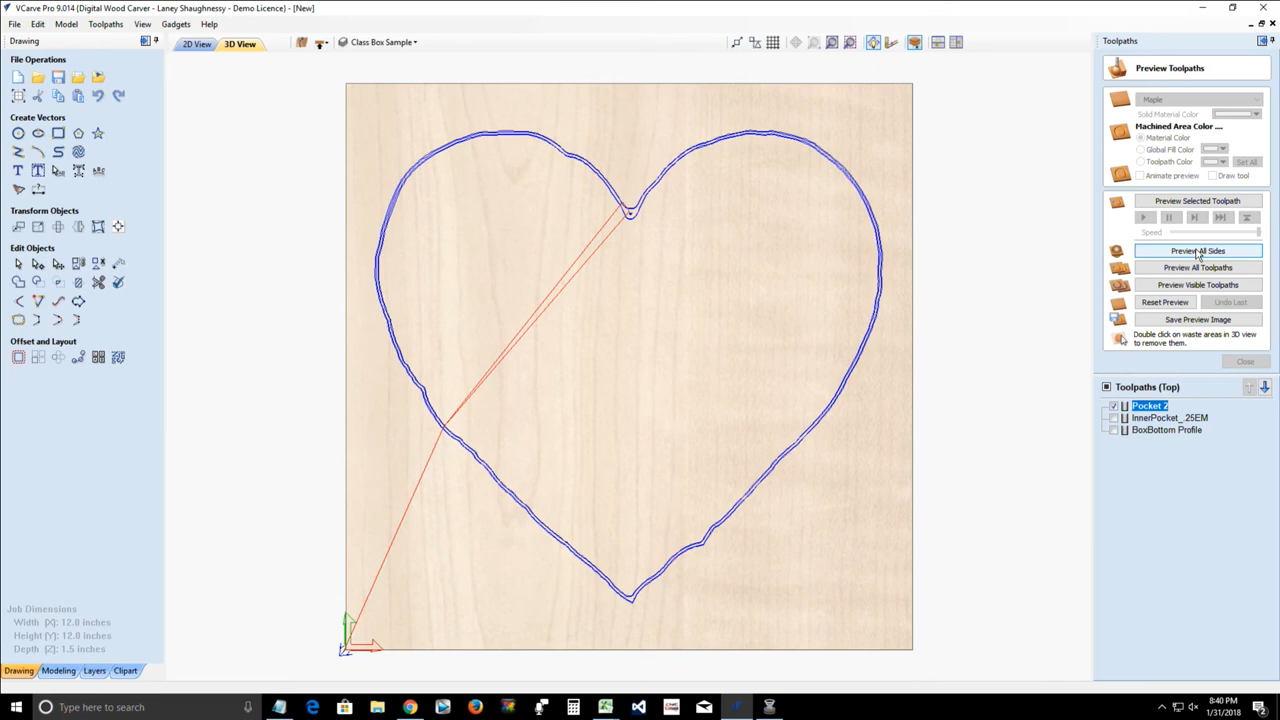 VCarve Pro 9.014 {Digital Wood Carver - Laney Shaughnessy - Demo Licence} - [New]
File Edit Model Toolpaths View Gadgets Help
Drawing
2D View 3D View
Class Box Sample
Toolpaths
File Operations
Create Vectors
Transform Objects
Edit Objects
Offset and Layout
Job Dimensions
Width (X): 12.0 inches
Height (Y): 12.0 inches
Depth (Z): 1.5 inches
Drawing Modeling Layers Clipart
Preview Toolpaths
Maple
Solid Material Color
Machined Area Color ....
Material Color
Global Fill Color
Toolpath Color
Set All
Animate preview
Draw tool
Preview Selected Toolpath
Speed
Preview All Sides
Preview All Toolpaths
Preview Visible Toolpaths
Reset Preview
Undo Last
Save Preview Image
Double click on waste areas in 3D view
to remove them.
Close
Toolpaths (Top)
Pocket 2
InnerPocket_.25EM
BoxBottom Profile
Type here to search
8:40 PM
1/31/2018